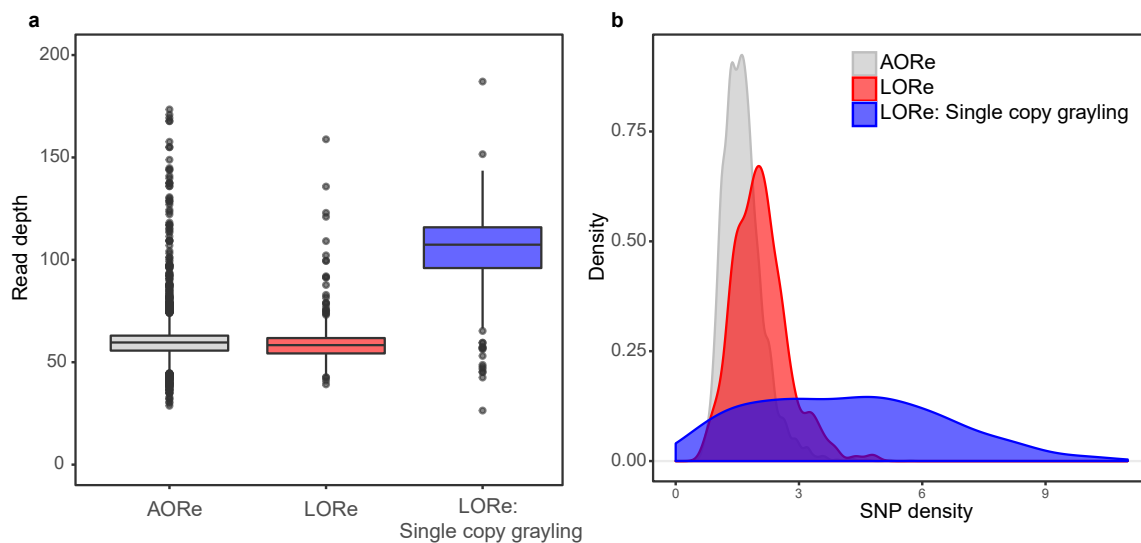 a
Read depth
200
150
100
50
0
AORe
LORe
LORe:
Single copy grayling
b
Density
0.75
0.50
0.25
0.00
0
3
6
9
SNP density
AORe
LORe
LORe: Single copy grayling